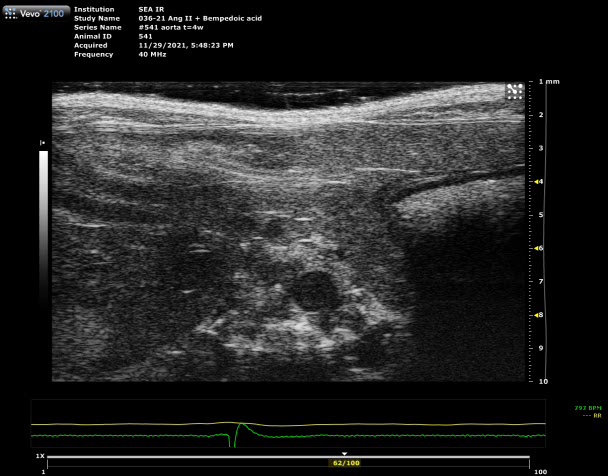 Vevo 2100
Institution SEA IR
Study Name 036-21 Ang II + Bempedoic acid
Series Name #541 aorta t=4w
Animal ID 541
Acquired 11/29/2021, 5:48:23 PM
Frequency 40 MHz
1 mm
2
3
4
5
6
7
8
9
10
BPM
--- RR
1X
62/100
1
100